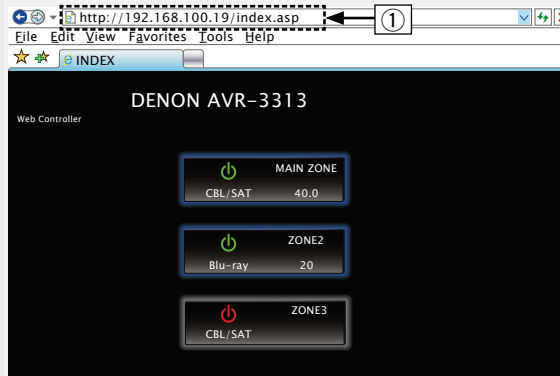 http://192.168.100.19/index.asp
①
File Edit View Favorites Tools Help
INDEX
DENON AVR-3313
Web Controller
MAIN ZONE
CBL/SAT 40.0
ZONE2
Blu-ray 20
ZONE3
CBL/SAT